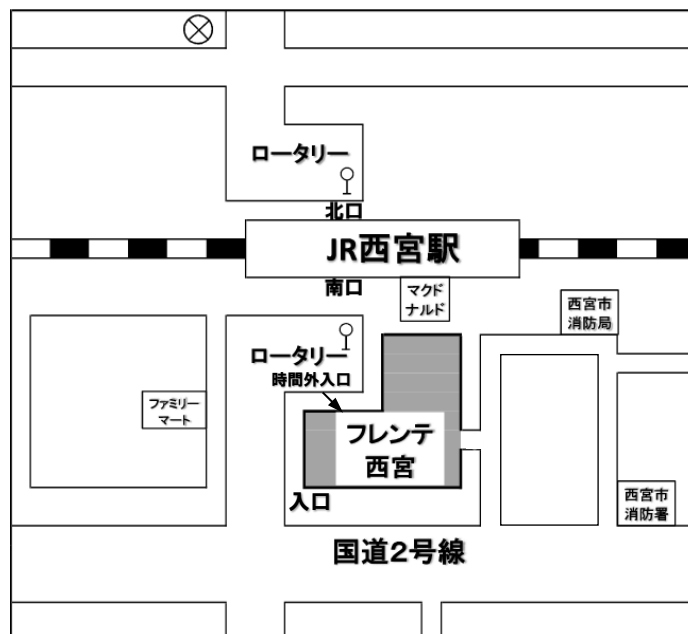 ロータリー
北口
JR西宮駅
南口
マクド
ナルド
西宮市
消防局
ロータリー
時間外入口
ファミリー
マート
フレンテ
西宮
入口
西宮市
消防署
国道2号線